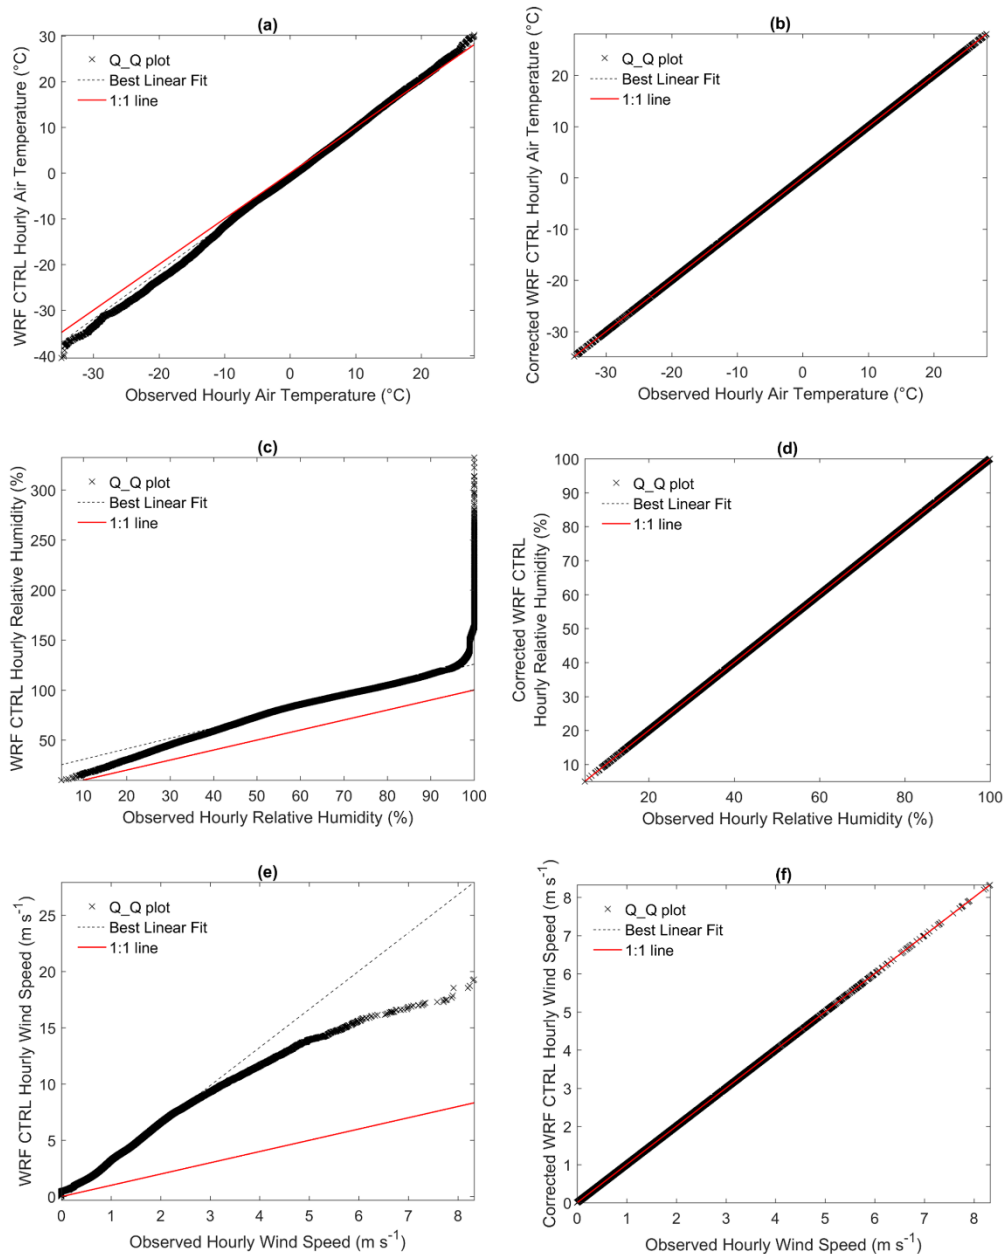 (a)
WRF CTRL Hourly Air Temperature (°C)
30
20
10
0
-10
-20
-30
-40
Q_Q plot
Best Linear Fit
1:1 line
-30
-20
-10
0
10
20
Observed Hourly Air Temperature (°C)
(b)
Corrected WRF CTRL Hourly Air Temperature (°C)
20
10
0
-10
-20
-30
Q_Q plot
Best Linear Fit
1:1 line
-30
-20
-10
0
10
20
Observed Hourly Air Temperature (°C)
(c)
WRF CTRL Hourly Relative Humidity (%)
300
250
200
150
100
50
Q_Q plot
Best Linear Fit
1:1 line
10
20
30
40
50
60
70
80
90
100
Observed Hourly Relative Humidity (%)
(d)
Corrected WRF CTRL
Hourly Relative Humidity (%)
100
90
80
70
60
50
40
30
20
10
Q_Q plot
Best Linear Fit
1:1 line
20
40
60
80
100
Observed Hourly Relative Humidity (%)
(e)
WRF CTRL Hourly Wind Speed (m s⁻¹)
25
20
15
10
5
0
Q_Q plot
Best Linear Fit
1:1 line
0
1
2
3
4
5
6
7
8
Observed Hourly Wind Speed (m s⁻¹)
(f)
Corrected WRF CTRL Hourly Wind Speed (m s⁻¹)
8
7
6
5
4
3
2
1
0
Q_Q plot
Best Linear Fit
1:1 line
0
1
2
3
4
5
6
7
8
Observed Hourly Wind Speed (m s⁻¹)